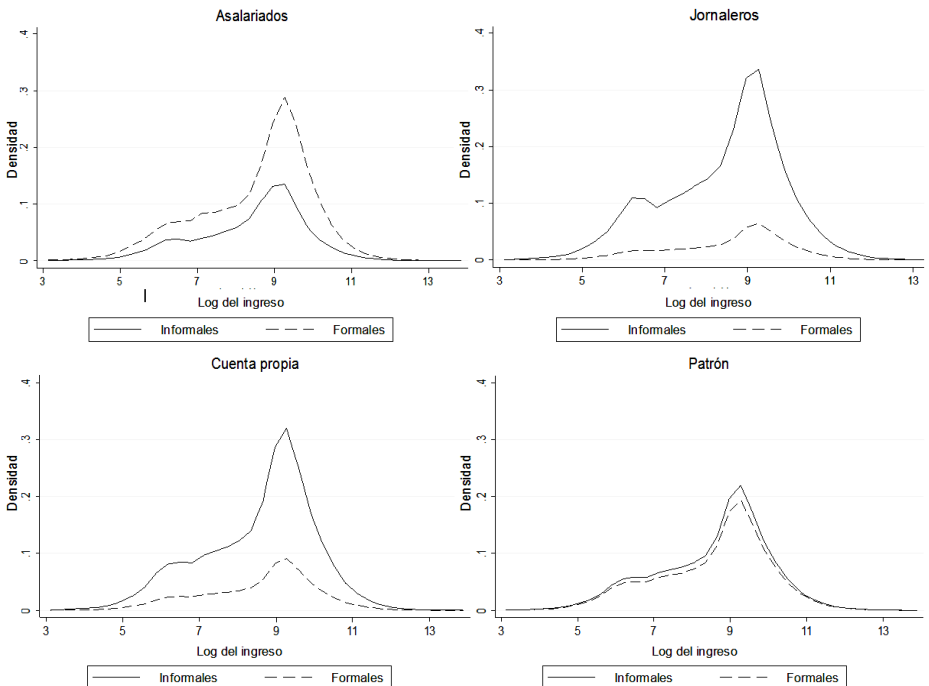 Asalariados
Densidad
0 .1 .2 .3 .4
3 5 7 9 11 13
Log del ingreso
Informales Formales
Jornaleros
Densidad
0 .1 .2 .3 .4
3 5 7 9 11 13
Log del ingreso
Informales Formales
Cuenta propia
Densidad
0 .1 .2 .3 .4
3 5 7 9 11 13
Log del ingreso
Informales Formales
Patrón
Densidad
0 .1 .2 .3 .4
3 5 7 9 11 13
Log del ingreso
Informales Formales